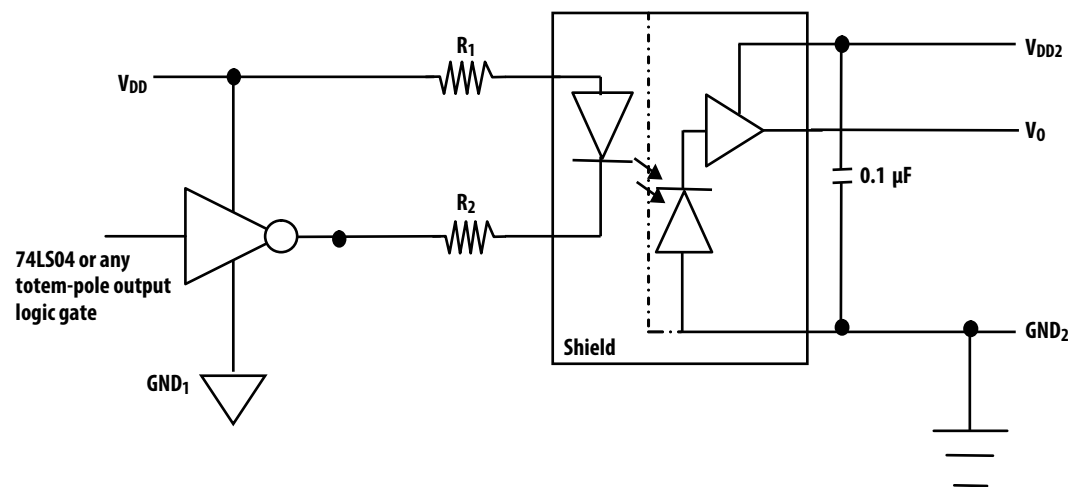 R1
VDD2
VDD
VO
0.1 µF
R2
74LS04 or any
totem-pole output
logic gate
GND2
Shield
GND1